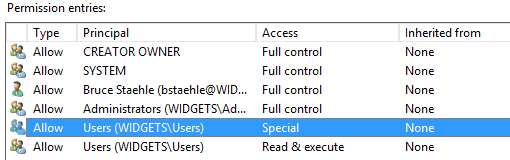 Permission entries:
Type Principal Access Inherited from
Allow CREATOR OWNER Full control None
Allow SYSTEM Full control None
Allow Bruce Staehle (bstaehle@WID... Full control None
Allow Administrators (WIDGETS\Ad... Full control None
Allow Users (WIDGETS\Users) Special None
Allow Users (WIDGETS\Users) Read & execute None